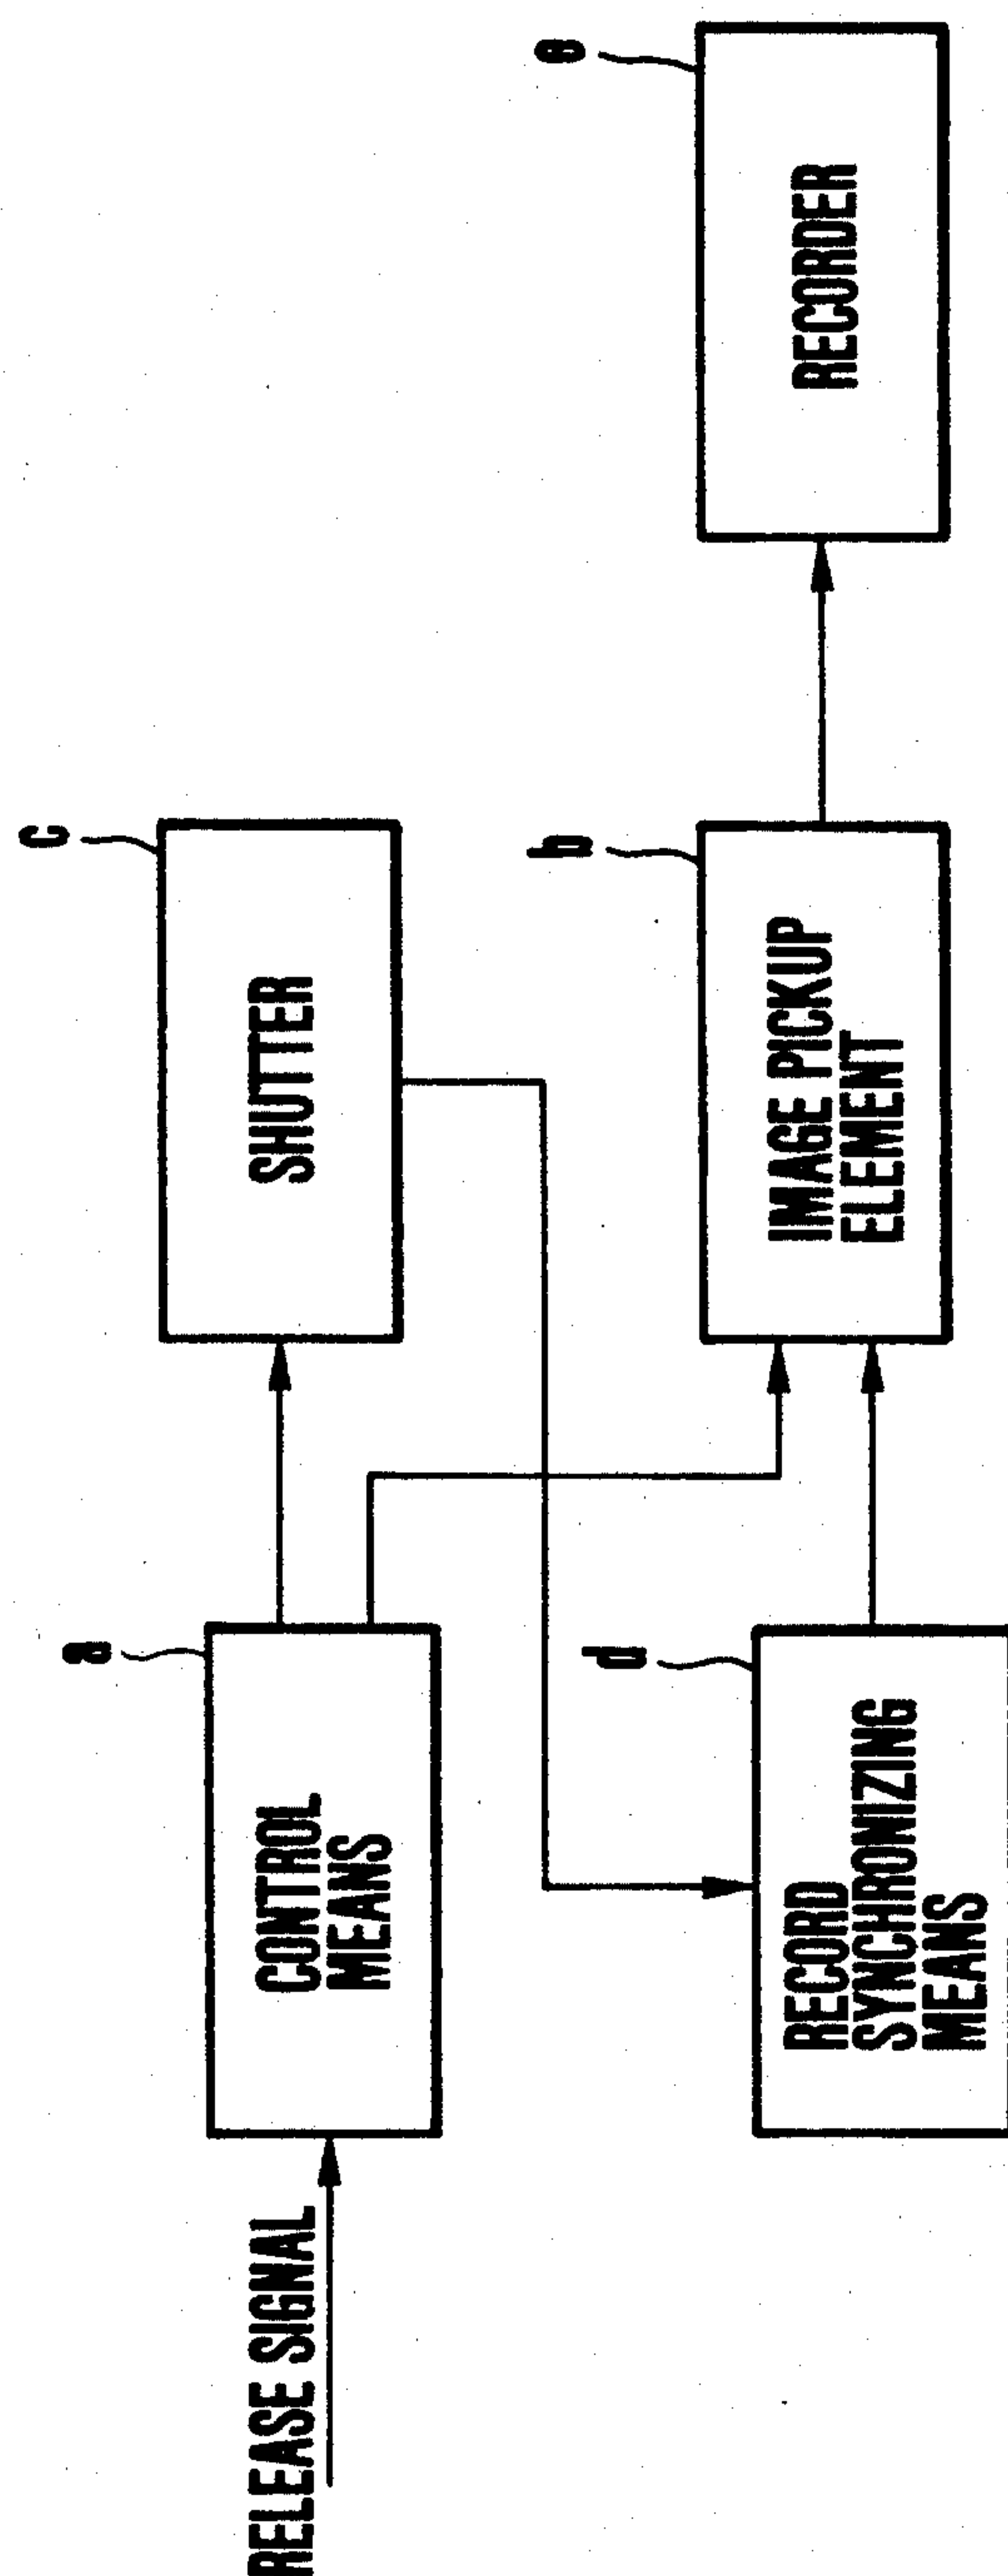 RELEASE SIGNAL
a
CONTROL
MEANS
c
SHUTTER
d
RECORD
SYNCHRONIZING
MEANS
b
IMAGE PICKUP
ELEMENT
e
RECORDER